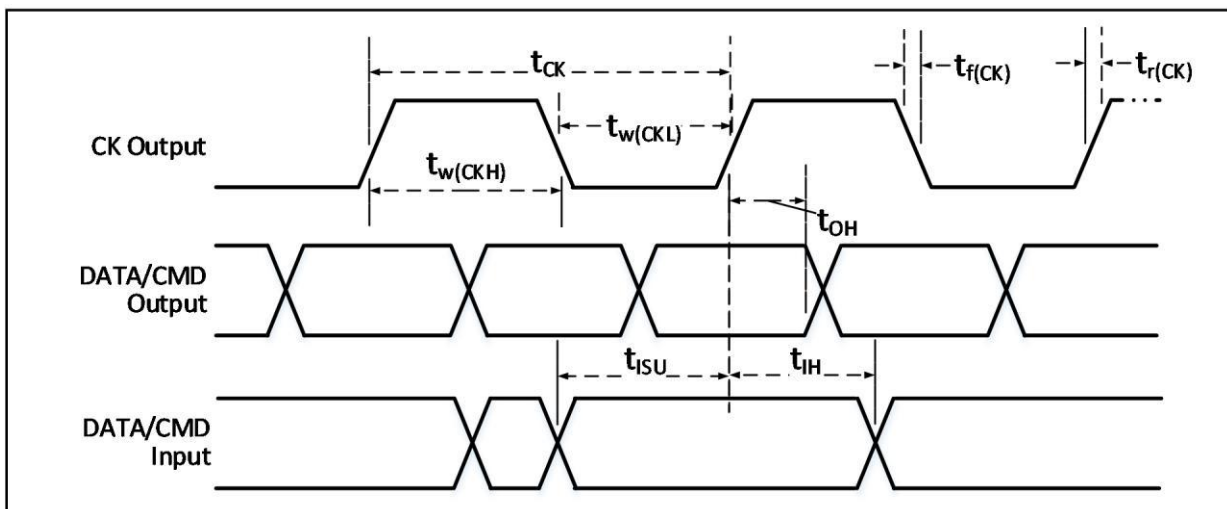 tCK
tf(CK)
tr(CK)
CK Output
tw(CKL)
tw(CKH)
tOH
DATA/CMD
Output
tISU
tIH
DATA/CMD
Input